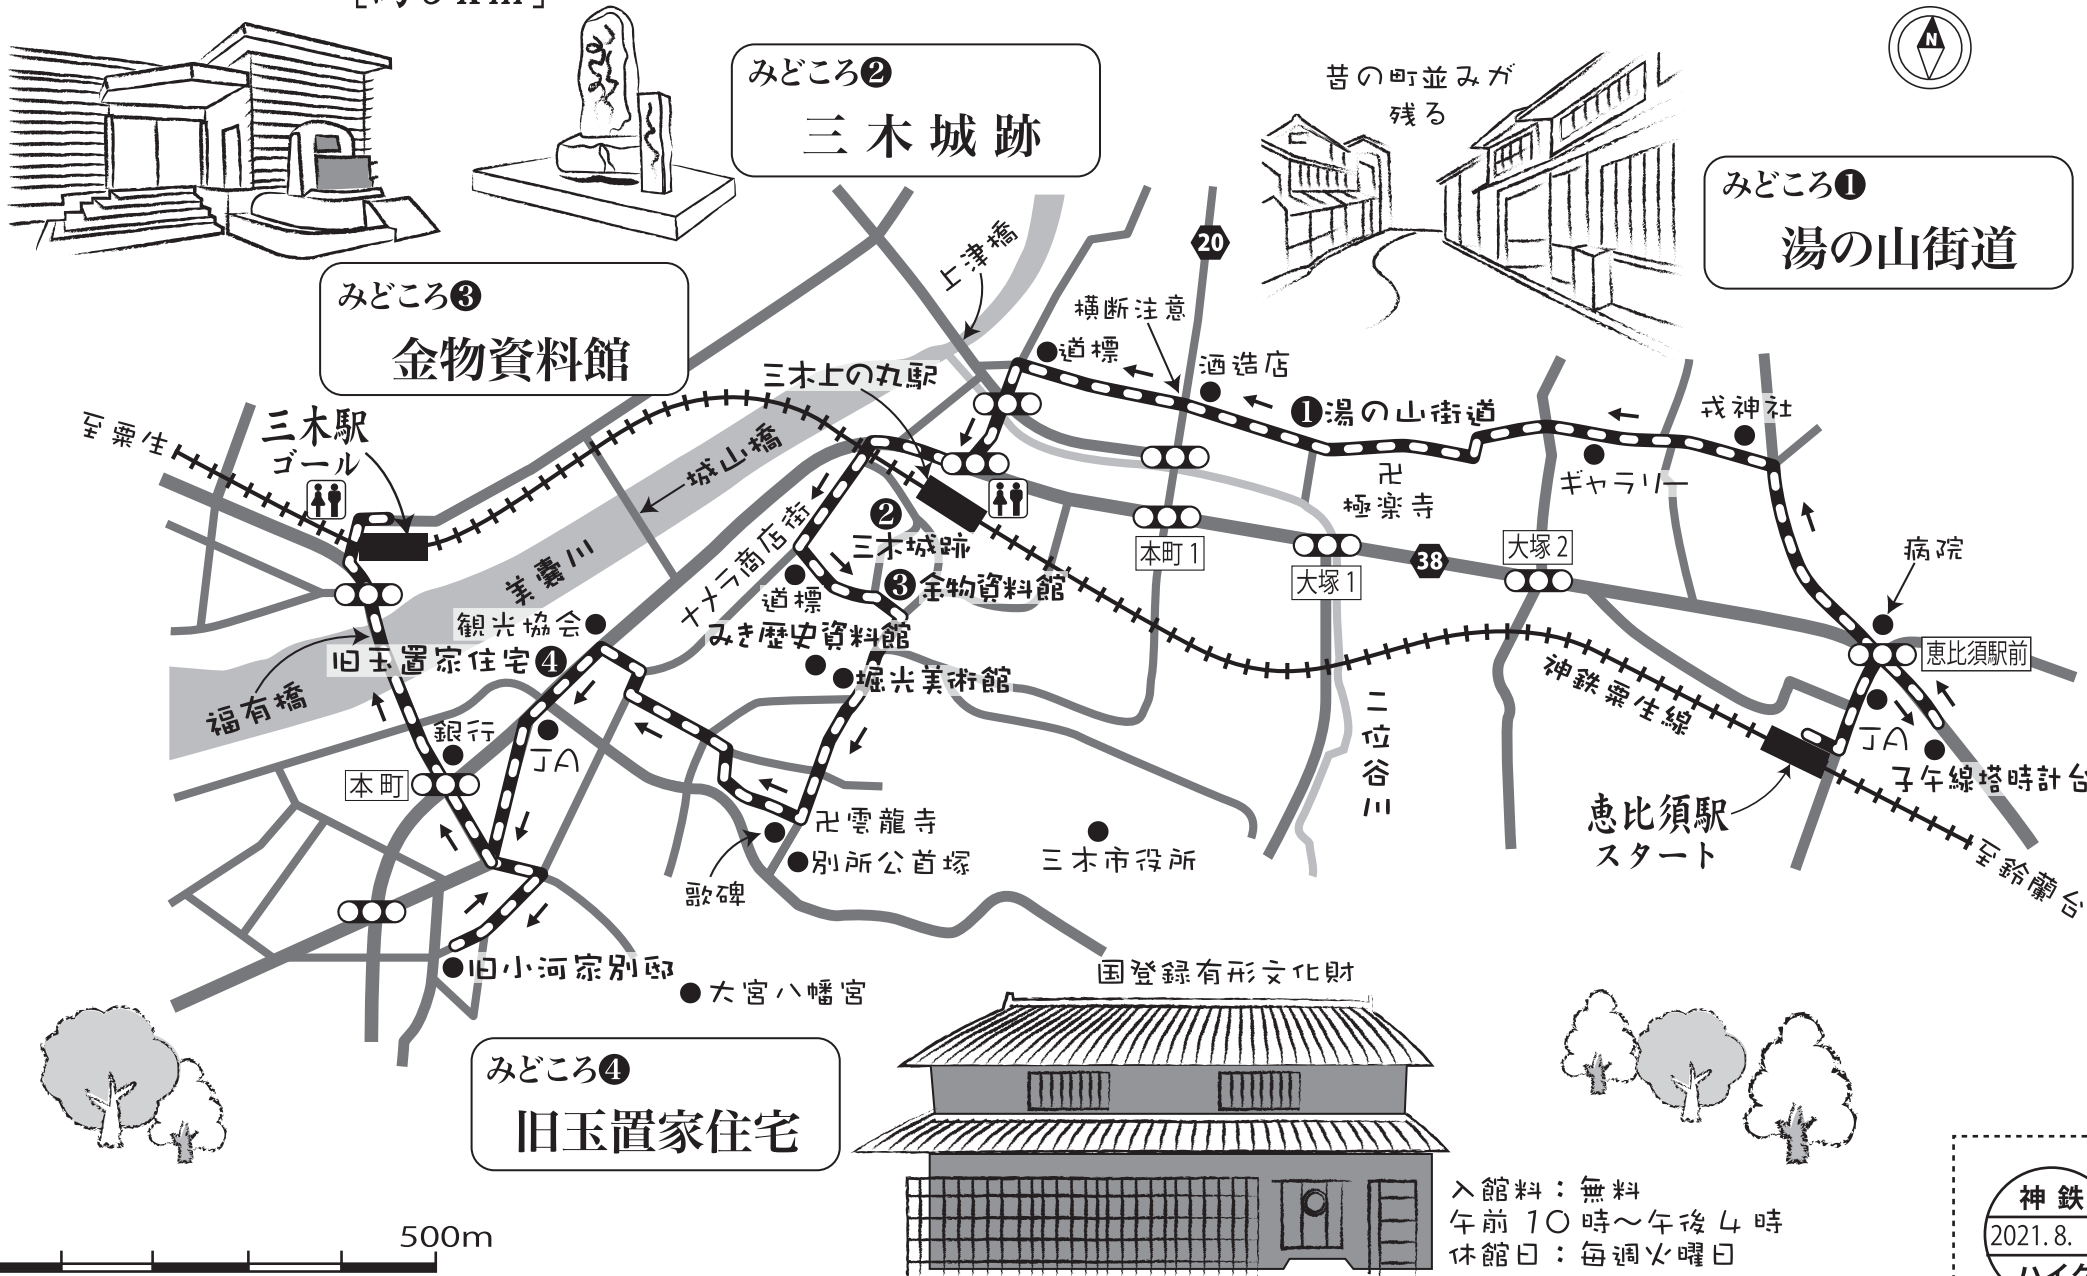 みどころ❷
三木城跡
昔の町並みが
残る
N
みどころ❶
湯の山街道
みどころ❸
金物資料館
上津橋
20
横断注意
道標
酒造店
❶湯の山街道
戎神社
ギャラリー
卍
極楽寺
三木上の丸駅
至粟生
三木駅
ゴール
城山橋
美嚢川
ナメラ商店街
❷
三木城跡
❸金物資料館
本町1
大塚1
38
大塚2
病院
恵比須駅前
道標
みき歴史資料館
堀光美術館
観光協会
旧玉置家住宅❹
福有橋
銀行
本町
JA
神鉄粟生線
二位谷川
JA
子午線塔時計台
恵比須駅
スタート
至鈴蘭台
卍雲龍寺
別所公首塚
歌碑
三木市役所
旧小河家別邸
大宮八幡宮
国登録有形文化財
みどころ❹
旧玉置家住宅
入館料：無料
午前10時～午後4時
休館日：毎週火曜日
500m
神鉄
2021.8.
ハイク